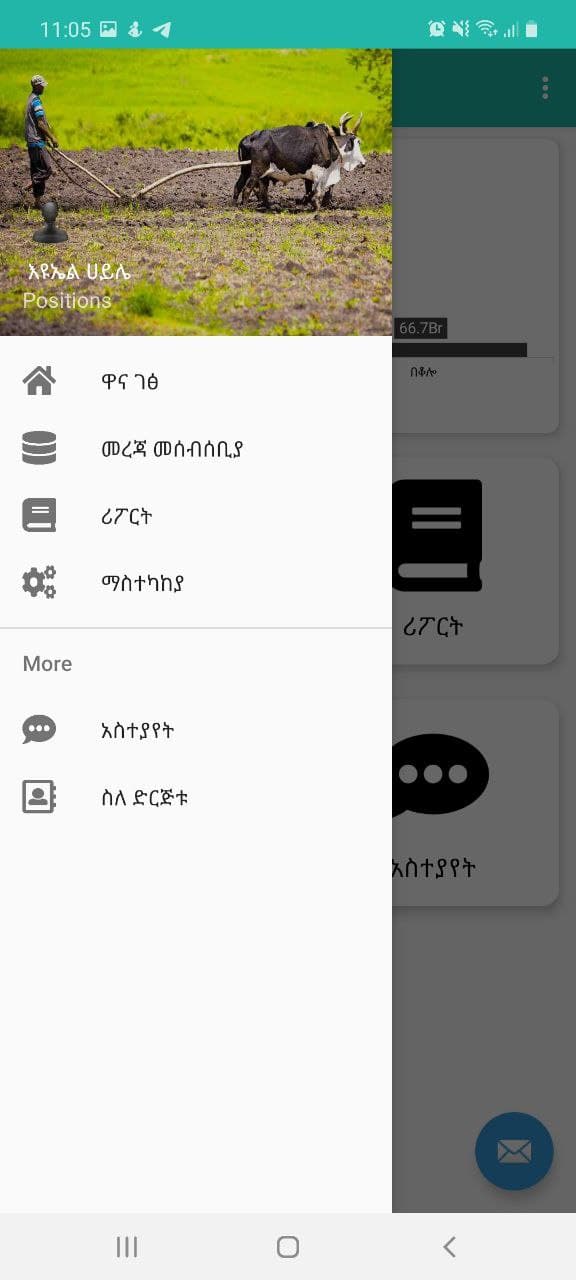 11:05
እዩኤል ሀይሌ
Positions
ዋና ገፅ
መረጃ መሰብሰቢያ
ሪፖርት
ማስተካከያ
More
አስተያየት
ስለ ድርጅቱ
66.7Br
በቆሎ
ሪፖርት
አስተያየት